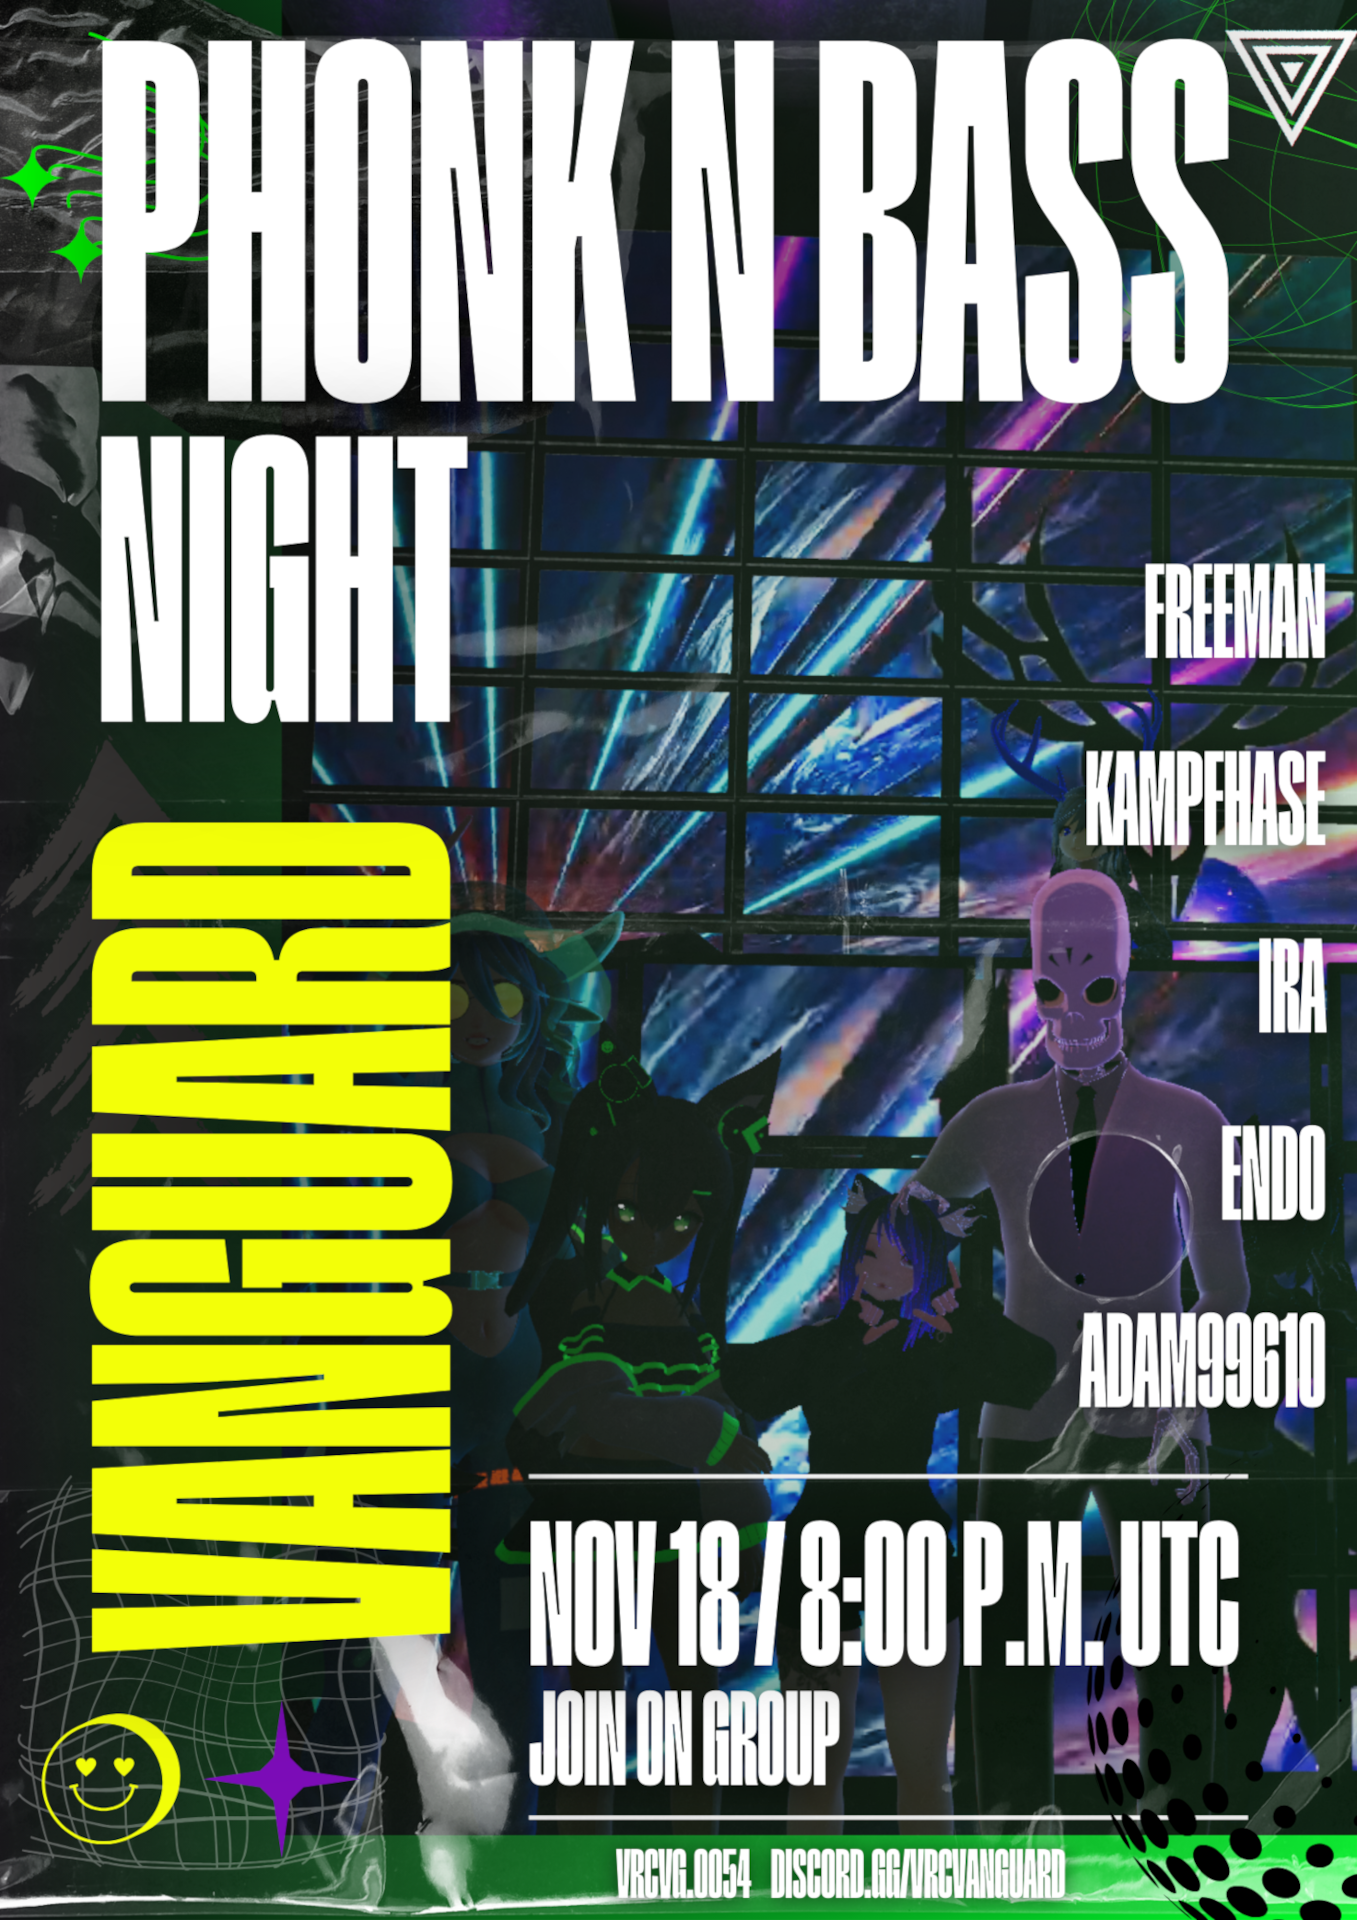 PHONK N BASS
NIGHT
VANGUARD
FREEMAN
KAMPFHASE
IRA
ENDO
ADAM99610
NOV 18 / 8:00 P.M. UTC
JOIN ON GROUP
VRCVG.0054 DISCORD.GG/VRCVANGUARD